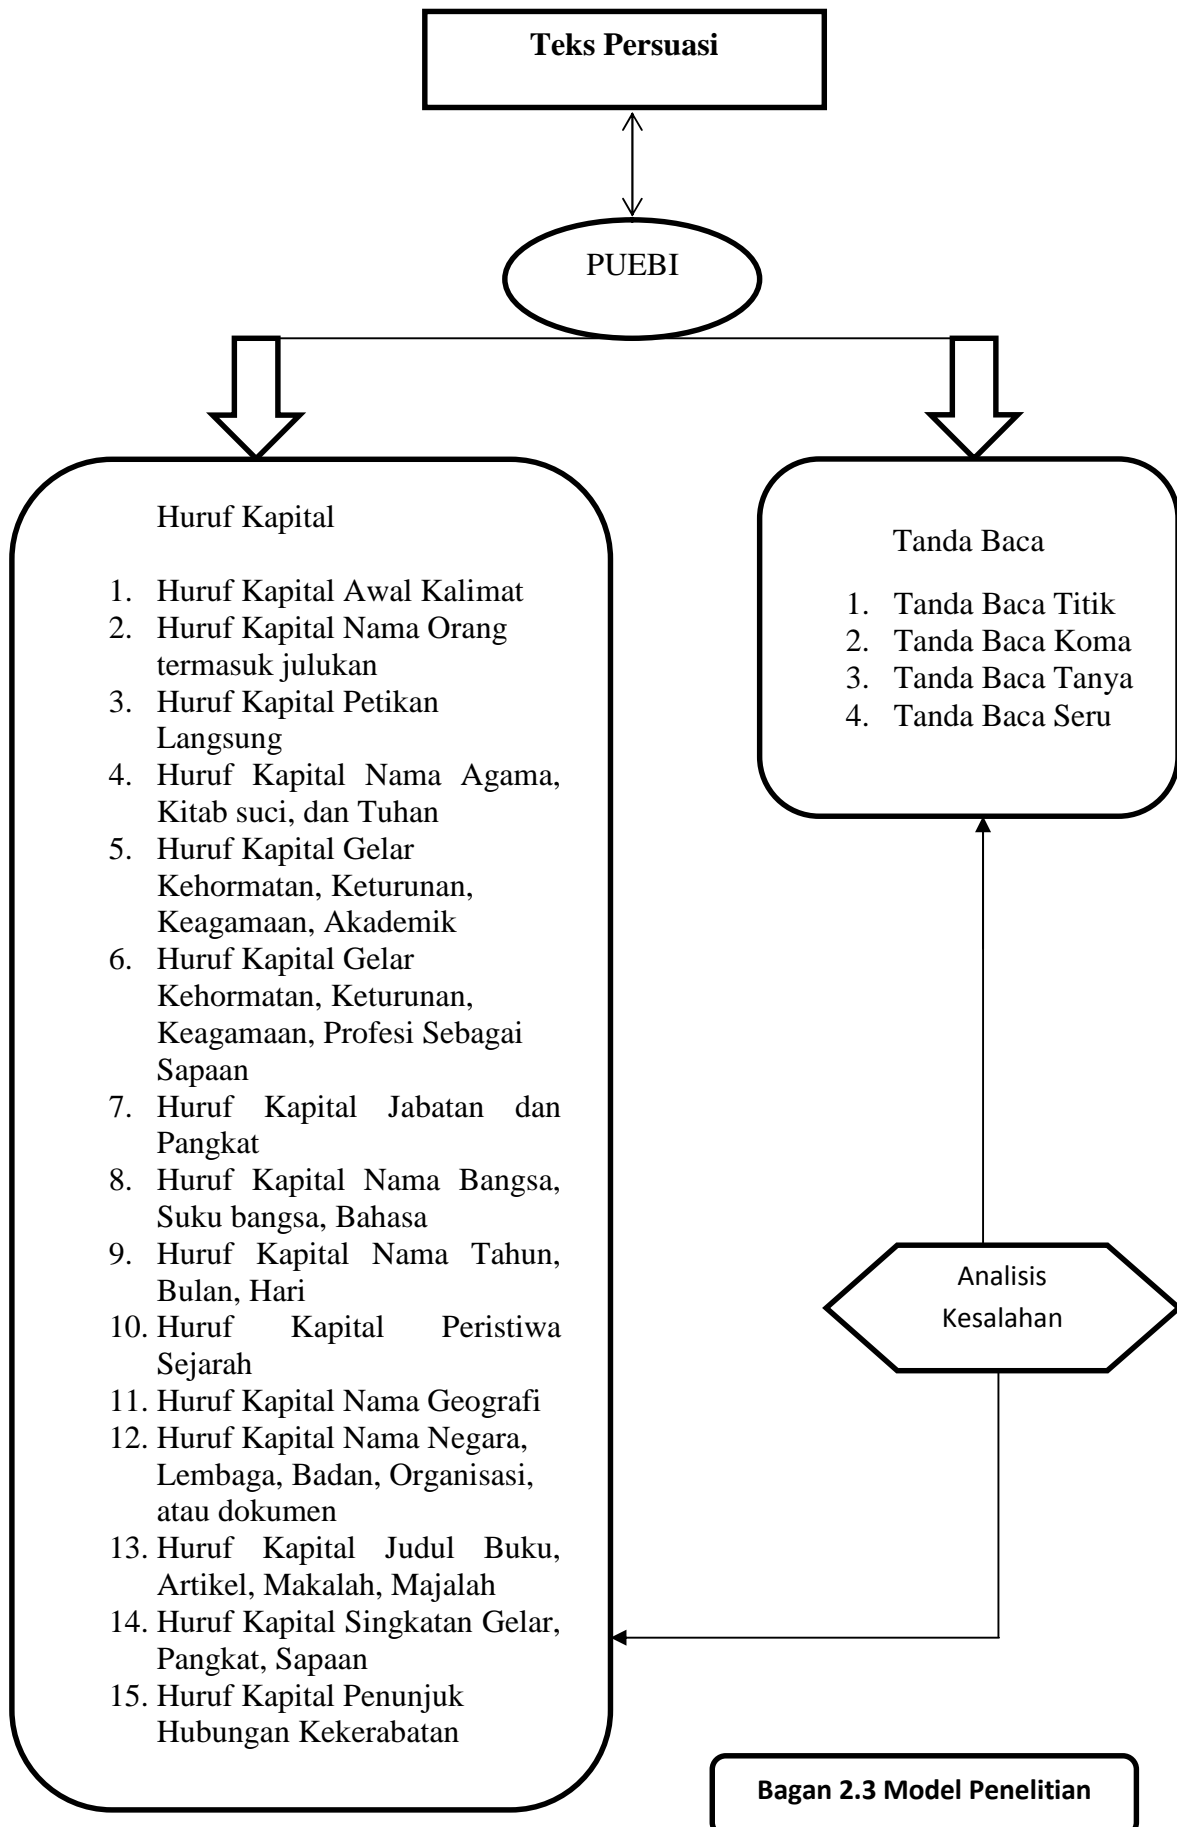 Teks Persuasi
PUEBI
Huruf Kapital
1. Huruf Kapital Awal Kalimat
2. Huruf Kapital Nama Orang
termasuk julukan
3. Huruf Kapital Petikan
Langsung
4. Huruf Kapital Nama Agama,
Kitab suci, dan Tuhan
5. Huruf Kapital Gelar
Kehormatan, Keturunan,
Keagamaan, Akademik
6. Huruf Kapital Gelar
Kehormatan, Keturunan,
Keagamaan, Profesi Sebagai
Sapaan
7. Huruf Kapital Jabatan dan
Pangkat
8. Huruf Kapital Nama Bangsa,
Suku bangsa, Bahasa
9. Huruf Kapital Nama Tahun,
Bulan, Hari
10. Huruf Kapital Peristiwa
Sejarah
11. Huruf Kapital Nama Geografi
12. Huruf Kapital Nama Negara,
Lembaga, Badan, Organisasi,
atau dokumen
13. Huruf Kapital Judul Buku,
Artikel, Makalah, Majalah
14. Huruf Kapital Singkatan Gelar,
Pangkat, Sapaan
15. Huruf Kapital Penunjuk
Hubungan Kekerabatan
Tanda Baca
1. Tanda Baca Titik
2. Tanda Baca Koma
3. Tanda Baca Tanya
4. Tanda Baca Seru
Analisis
Kesalahan
Bagan 2.3 Model Penelitian